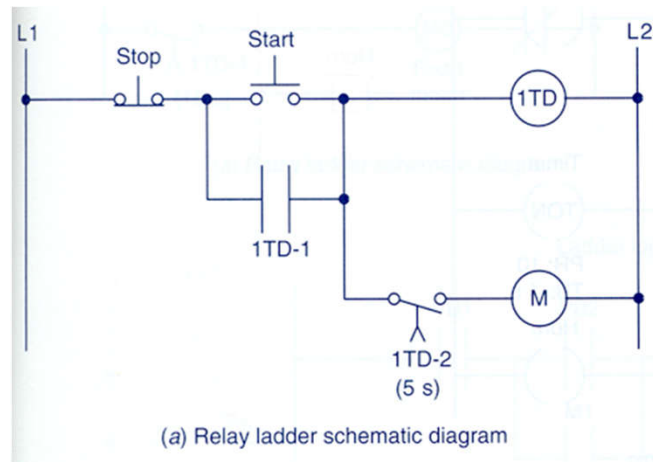 L1
L2
Start
Stop
1TD
1TD-1
M
1TD-2
(5 s)
(a) Relay ladder schematic diagram